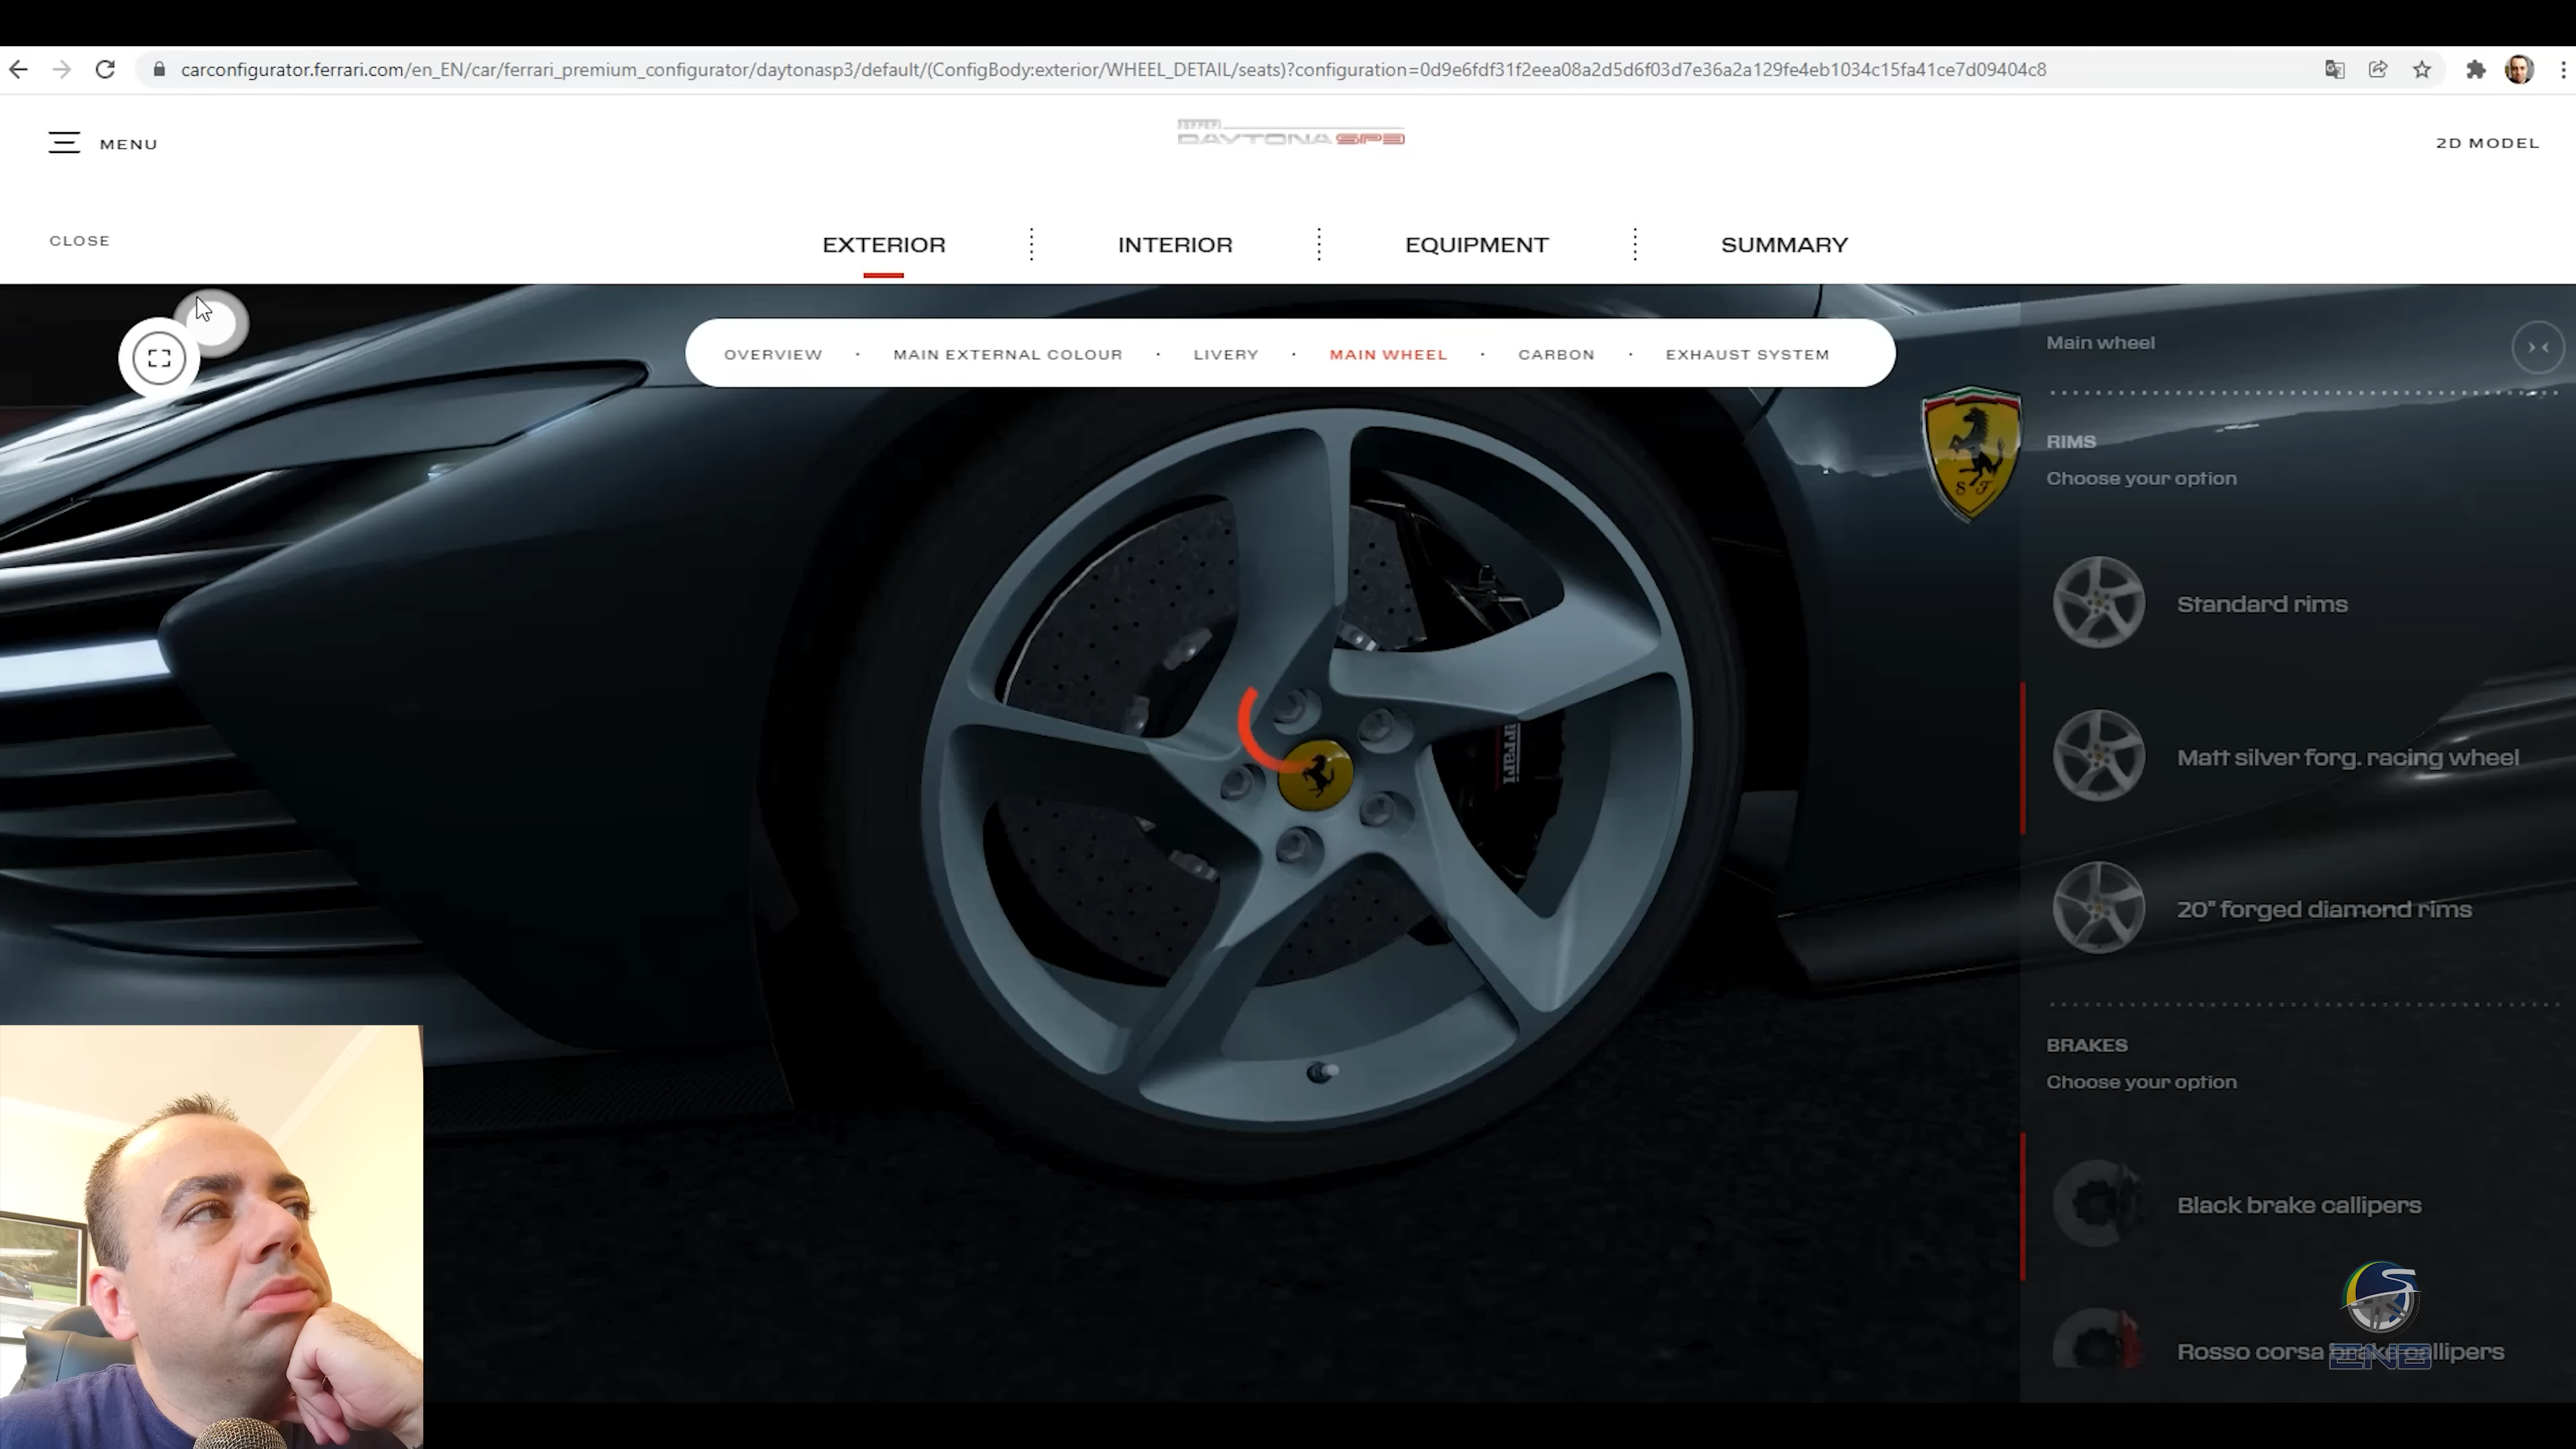 carconfigurator.ferrari.com/en_EN/car/ferrari_premium_configurator/daytonasp3/default/(ConfigBody:exterior/WHEEL_DETAIL/seats)?configuration=0d9e6fdf31f2eea08a2d5d6f03d7e36a2a129fe4eb1034c15fa41ce7d09404c8
MENU
DAYTONA SP3
2D MODEL
CLOSE
EXTERIOR
INTERIOR
EQUIPMENT
SUMMARY
OVERVIEW · MAIN EXTERNAL COLOUR · LIVERY · MAIN WHEEL · CARBON · EXHAUST SYSTEM
Main wheel
S F
RIMS
Choose your option
Standard rims
Matt silver forg. racing wheel
20" forged diamond rims
Ferrari
BRAKES
Choose your option
Black brake callipers
Rosso corsa brake callipers
ENB